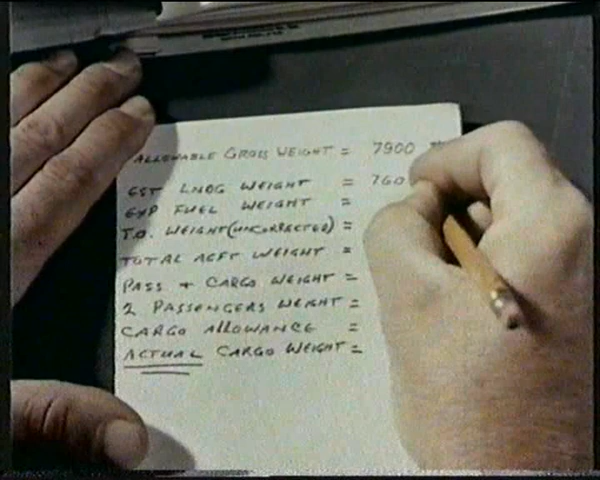 ALLOWABLE GROSS WEIGHT = 7900
EST LNDG WEIGHT = 760
EXP FUEL WEIGHT =
T.O. WEIGHT (UNCORRECTED) =
TOTAL ACFT WEIGHT =
PASS + CARGO WEIGHT =
2 PASSENGERS WEIGHT =
CARGO ALLOWANCE =
ACTUAL CARGO WEIGHT =